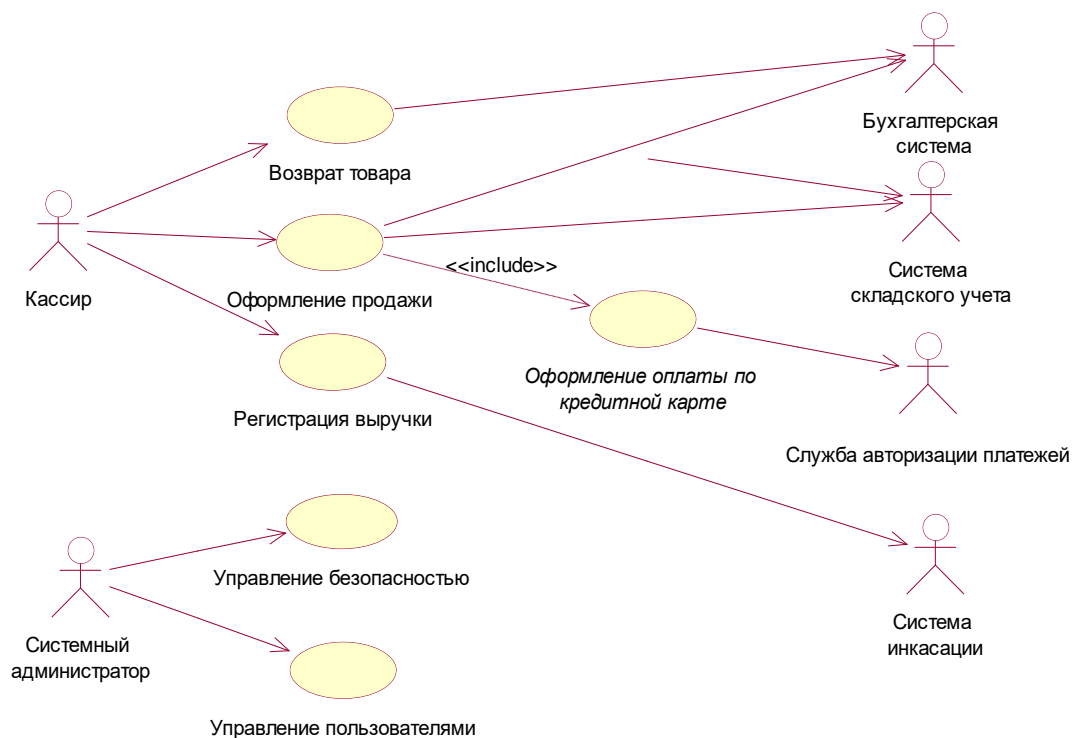 Бухгалтерская
система
Возврат товара
Кассир
Оформление продажи
<<include>>
Система
складского учета
Оформление оплаты по
кредитной карте
Регистрация выручки
Служба авторизации платежей
Управление безопасностью
Системный
администратор
Система
инкасации
Управление пользователями